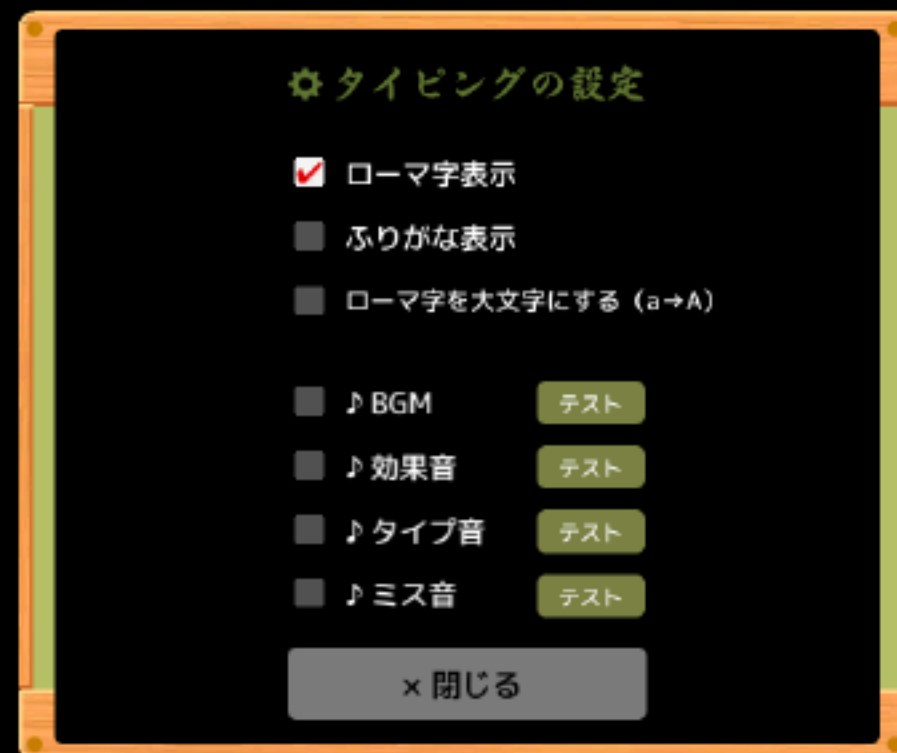 タイピングの設定
ローマ字表示
ふりがな表示
ローマ字を大文字にする（a→A）
♪BGM テスト
♪効果音 テスト
♪タイプ音 テスト
♪ミス音 テスト
× 閉じる